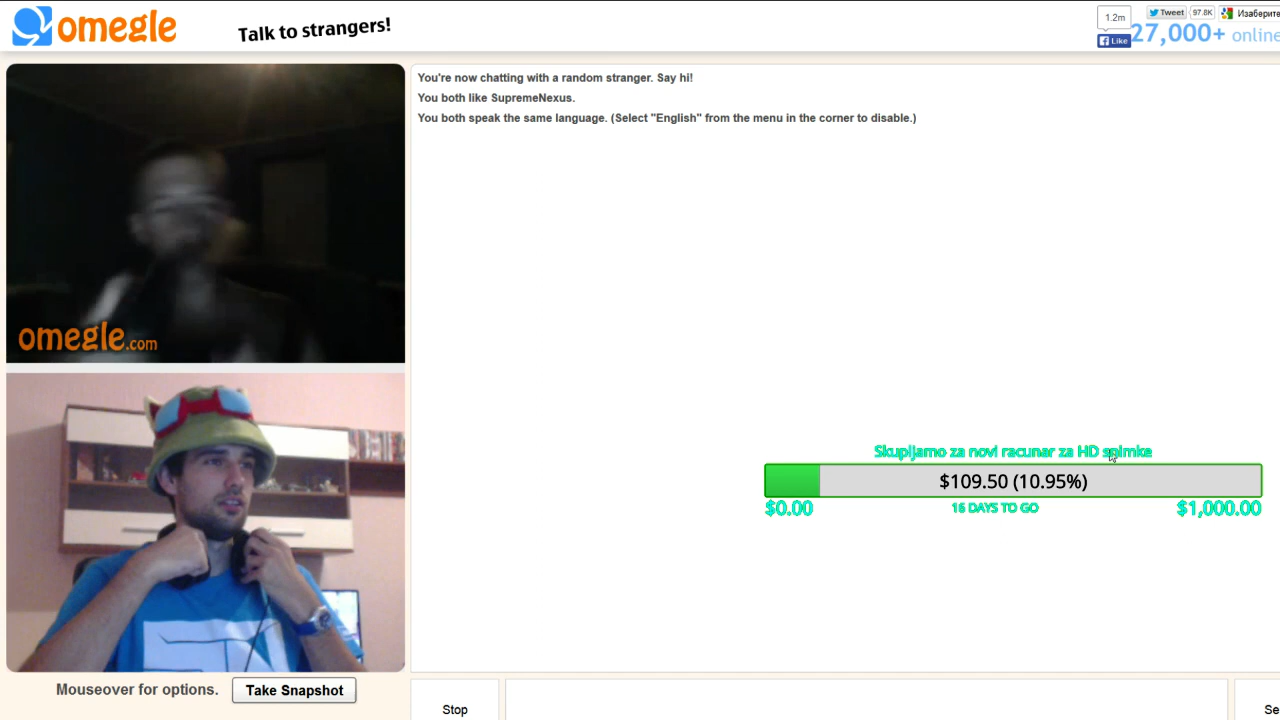 omegle
Talk to strangers!
1.2m
Like
Tweet
97.8K
Изаберите
27,000+ online
You're now chatting with a random stranger. Say hi!
You both like SupremeNexus.
You both speak the same language. (Select "English" from the menu in the corner to disable.)
omegle.com
Skupljamo za novi racunar za HD snimke
$109.50 (10.95%)
$0.00
16 DAYS TO GO
$1,000.00
Mouseover for options.
Take Snapshot
Stop
Se